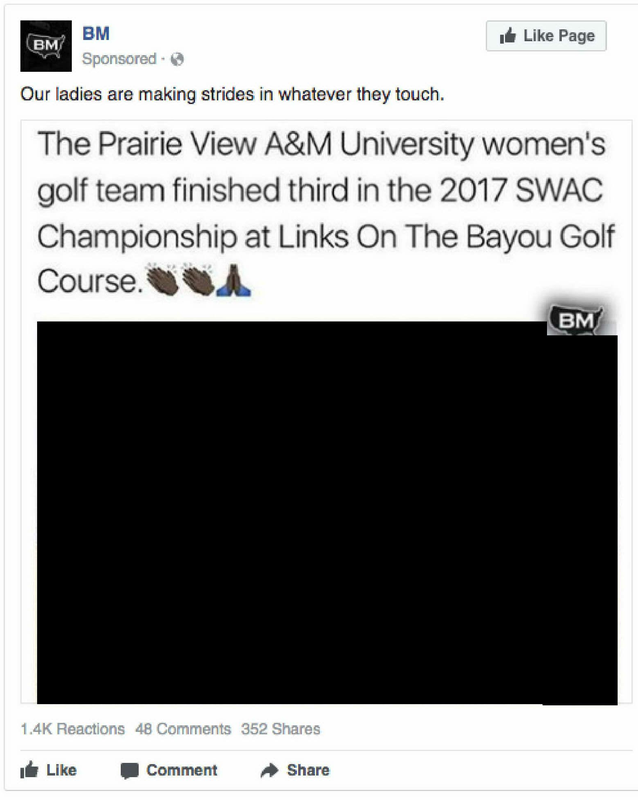 BM
BM
Like Page
Sponsored ·
Our ladies are making strides in whatever they touch.
The Prairie View A&M University women's
golf team finished third in the 2017 SWAC
Championship at Links On The Bayou Golf
Course.👏🏿👏🏿🙏🏿
BM
1.4K Reactions 48 Comments 352 Shares
Like Comment Share